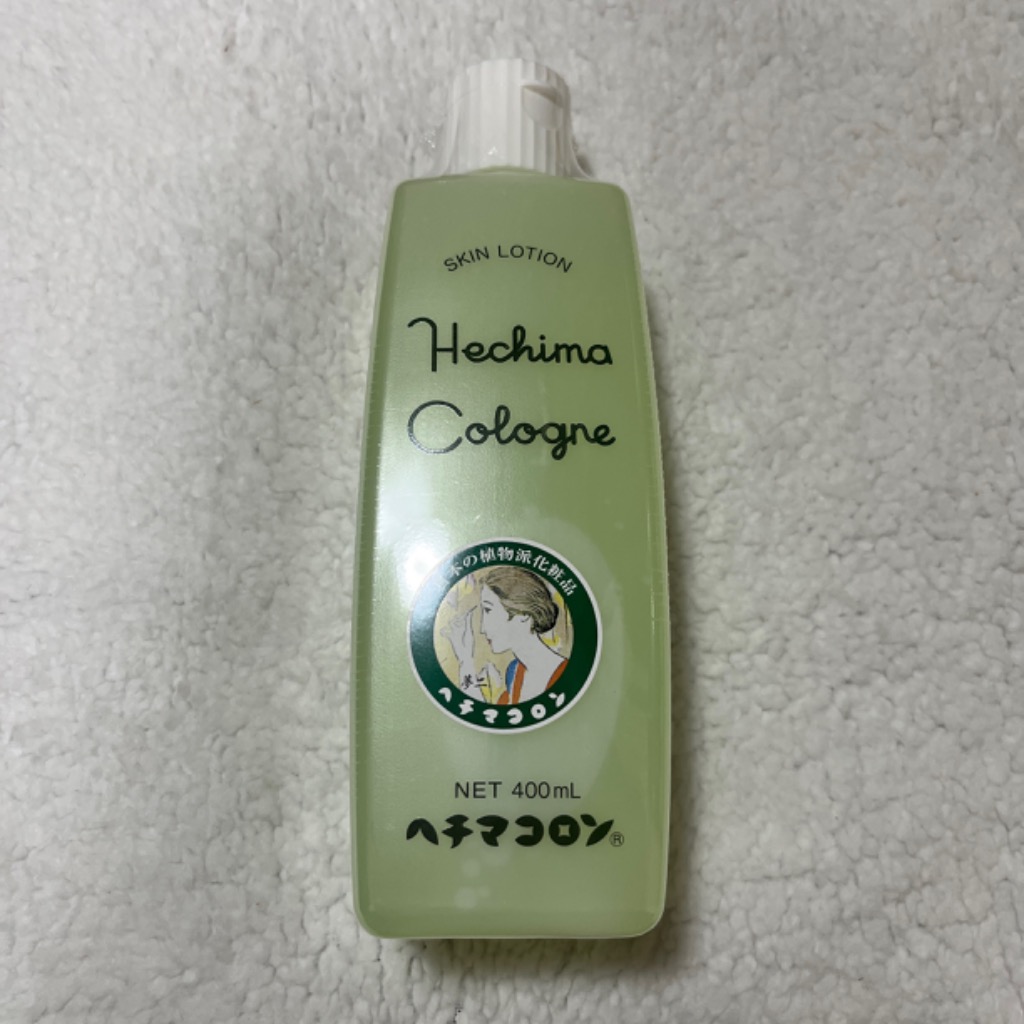 SKIN LOTION
Hechima
Cologne
本の植物派化粧品
夢二
ヘチマコロン
NET 400mL
ヘチマコロン®